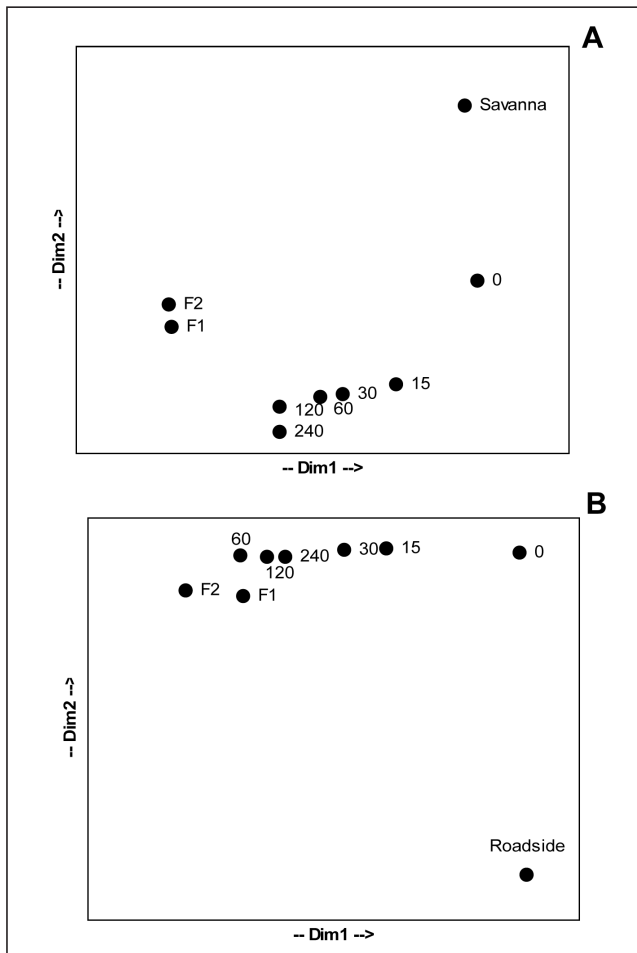 A
Savanna
0
F2
F1
15
30
120 60
240
-- Dim2 -->
-- Dim1 -->
B
60
240 30 15 0
120
F2 F1
Roadside
-- Dim2 -->
-- Dim1 -->